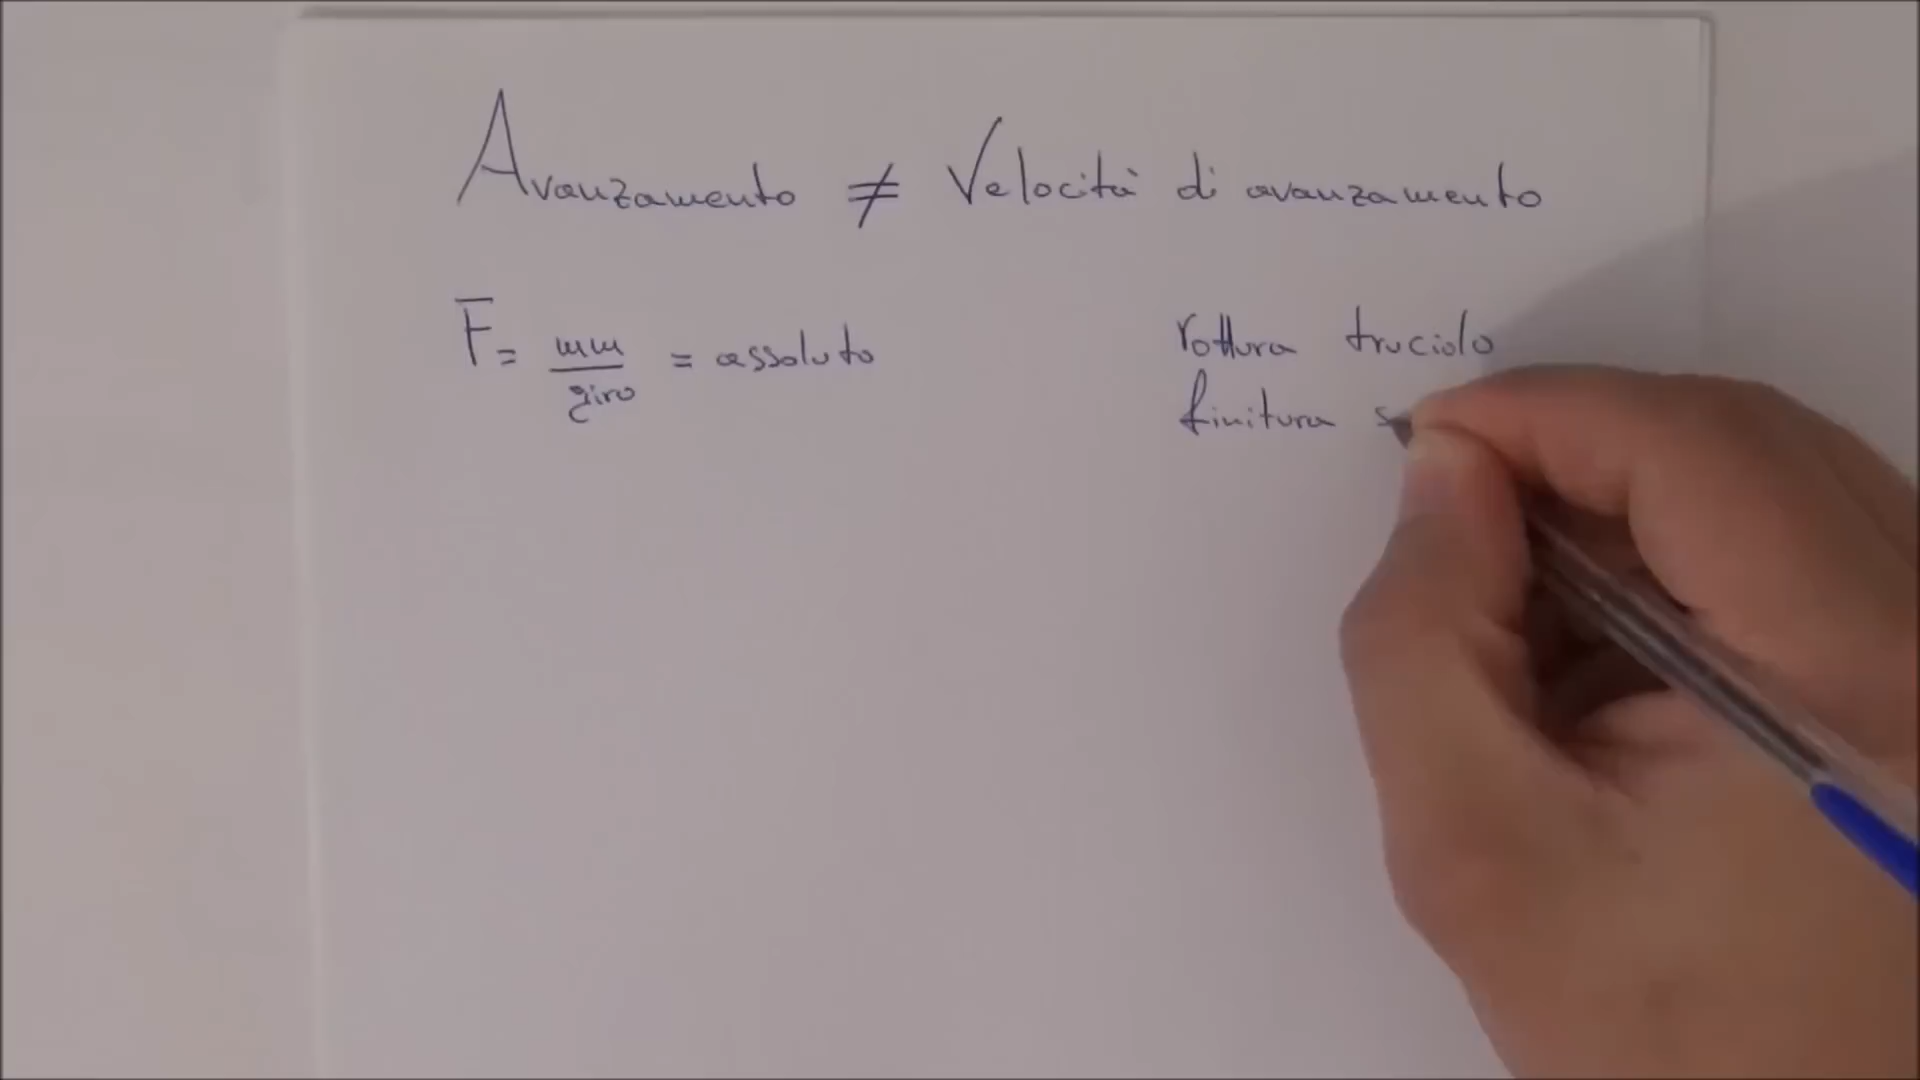 Avanzamento ≠ Velocità di avanzamento
F = mm/giro = assoluto
rottura truciolo
finitura s